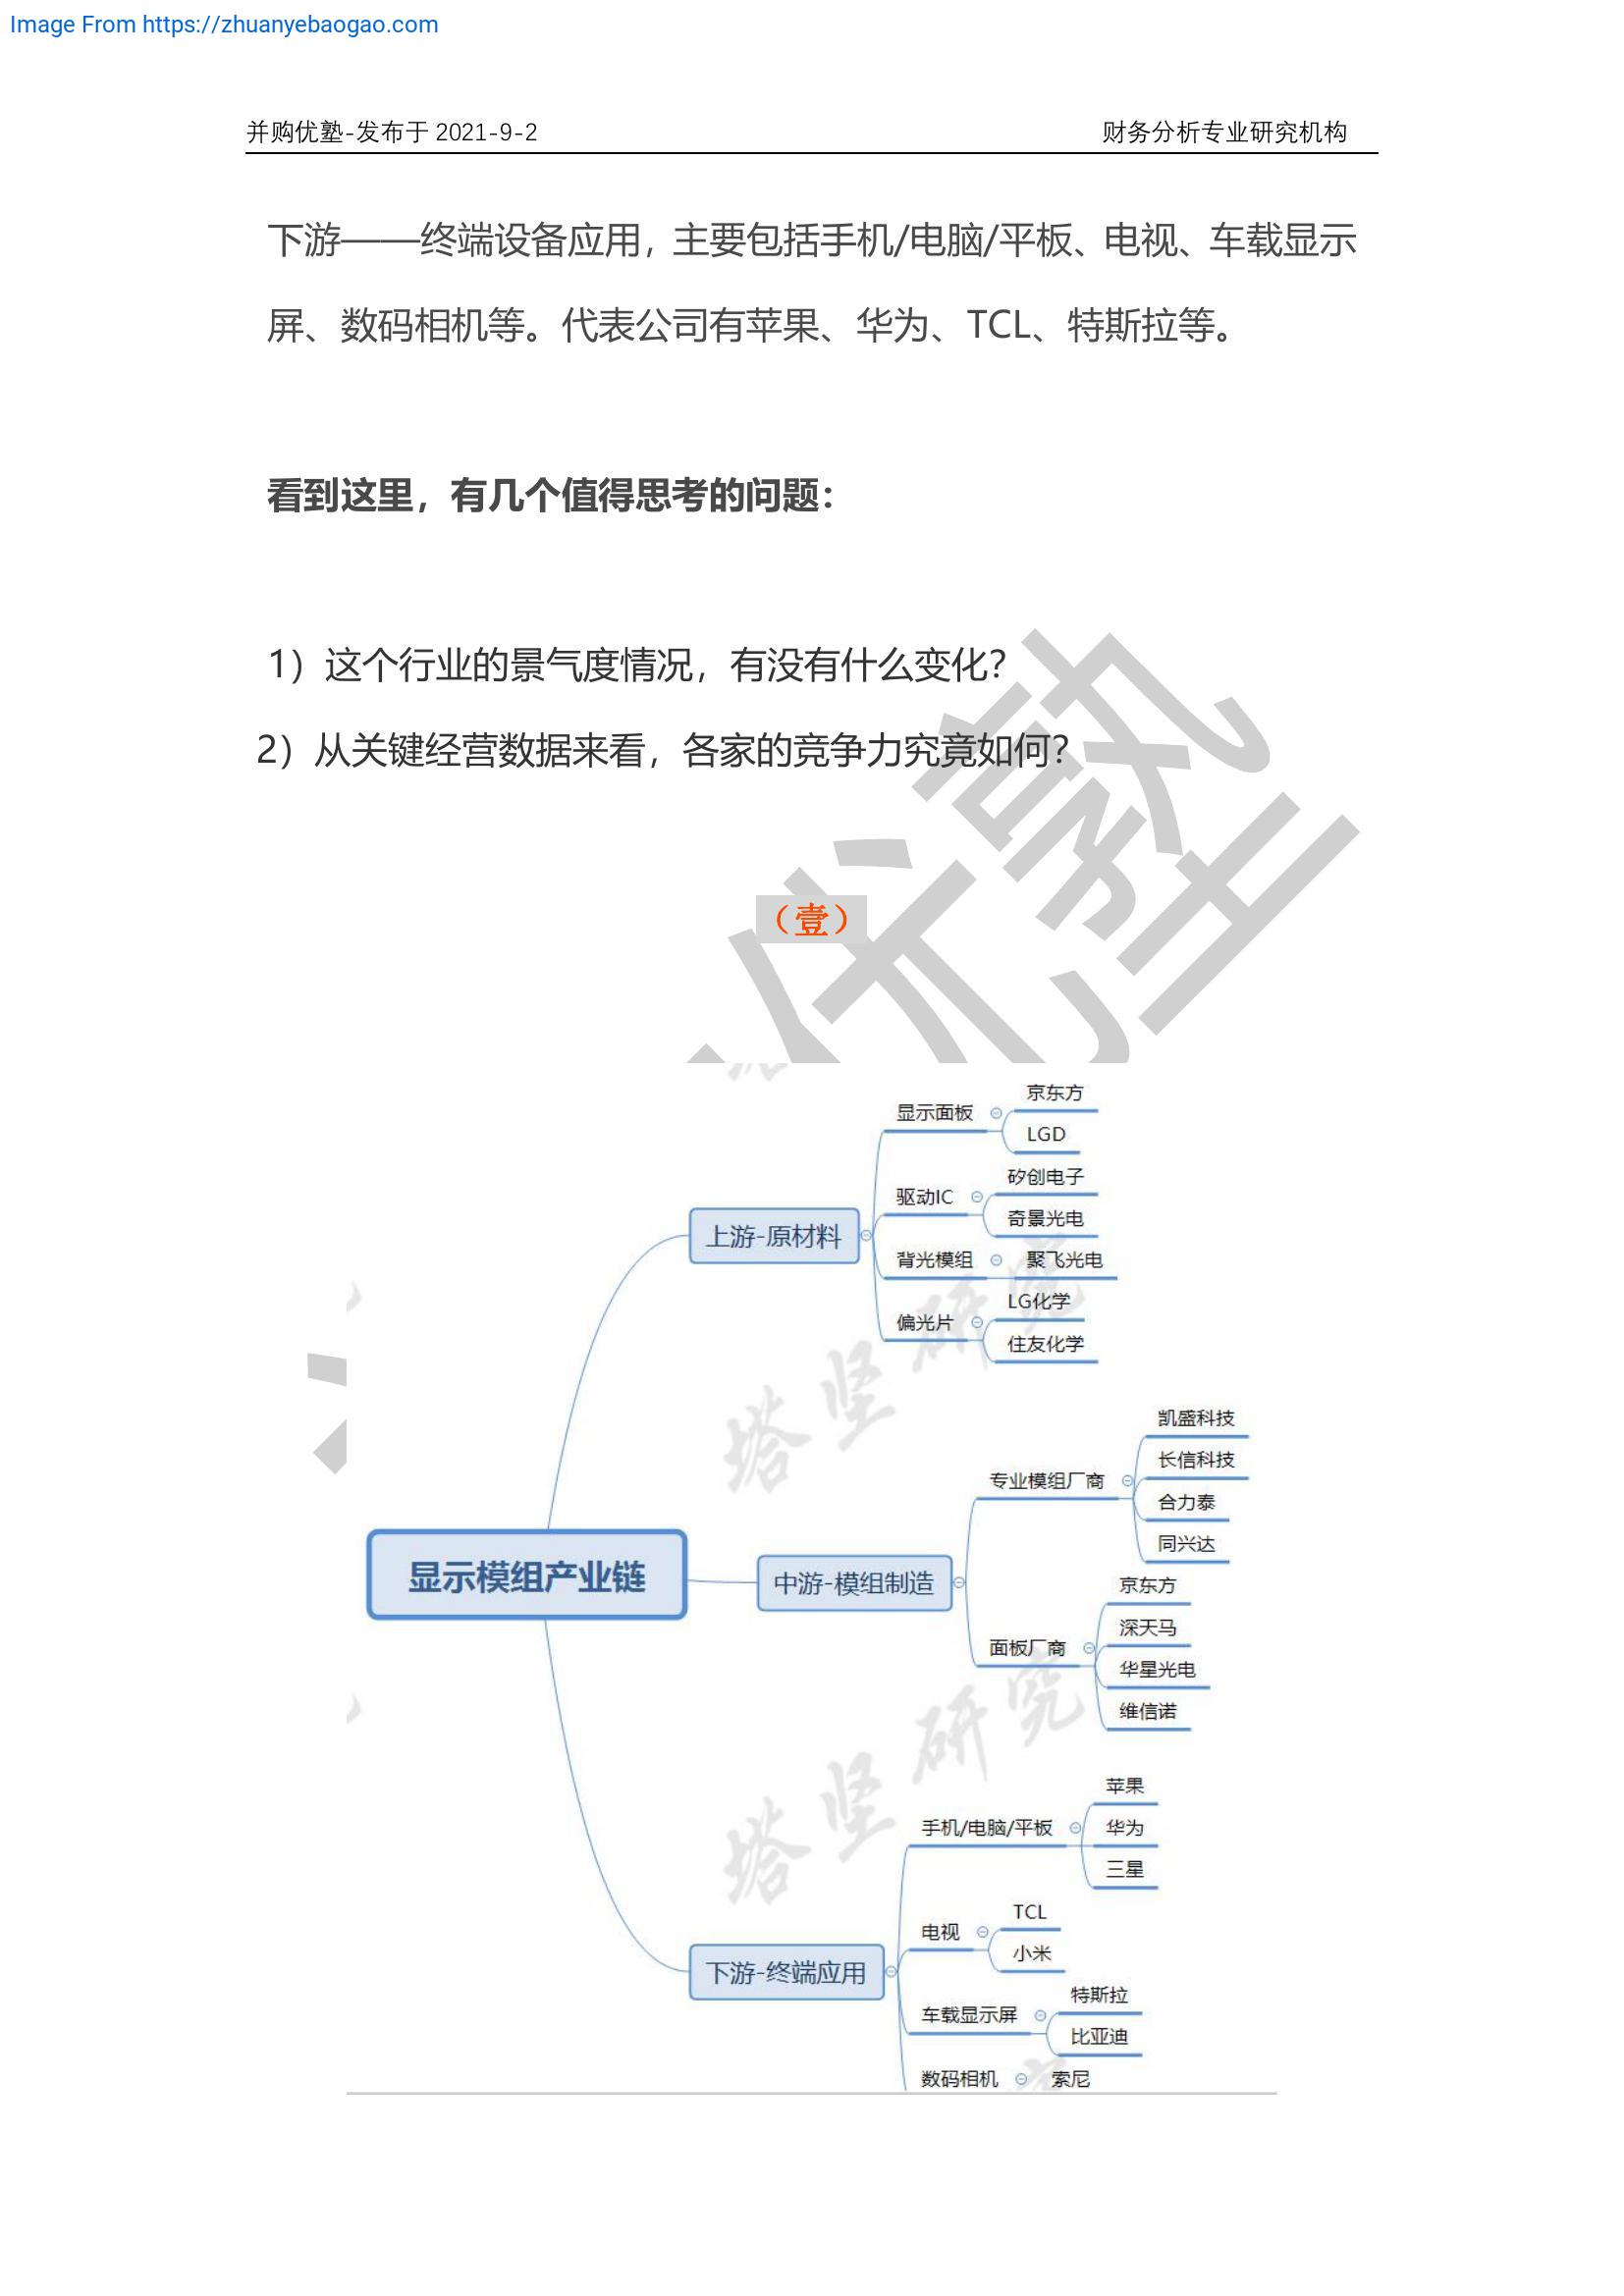 Image From https://zhuanyebaogao.com
并购优塾-发布于 2021-9-2
财务分析专业研究机构
下游——终端设备应用，主要包括手机/电脑/平板、电视、车载显示
屏、数码相机等。代表公司有苹果、华为、TCL、特斯拉等。
看到这里，有几个值得思考的问题：
1）这个行业的景气度情况，有没有什么变化？
2）从关键经营数据来看，各家的竞争力究竟如何？
优塾
（壹）
显示模组产业链
上游-原材料
显示面板
京东方
LGD
驱动IC
矽创电子
奇景光电
背光模组
聚飞光电
偏光片
LG化学
住友化学
中游-模组制造
专业模组厂商
凯盛科技
长信科技
合力泰
同兴达
面板厂商
京东方
深天马
华星光电
维信诺
下游-终端应用
手机/电脑/平板
苹果
华为
三星
电视
TCL
小米
车载显示屏
特斯拉
比亚迪
数码相机
索尼
塔坚研究
塔坚研究